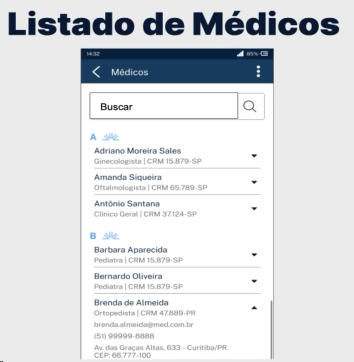 Listado de Médicos
14:32
85%
Médicos
Buscar
A
Adriano Moreira Sales
Ginecologista | CRM 15.879-SP
Amanda Siqueira
Oftalmologista | CRM 65.789-SP
Antônio Santana
Clínico Geral | CRM 37.124-SP
B
Barbara Aparecida
Pediatra | CRM 15.879-SP
Bernardo Oliveira
Pediatra | CRM 15.879-SP
Brenda de Almeida
Ortopedista | CRM 47.889-PR
brenda.almeida@med.com.br
(51) 99999-8888
Av. das Graças Altas, 633 - Curitiba/PR
CEP: 66.777-100